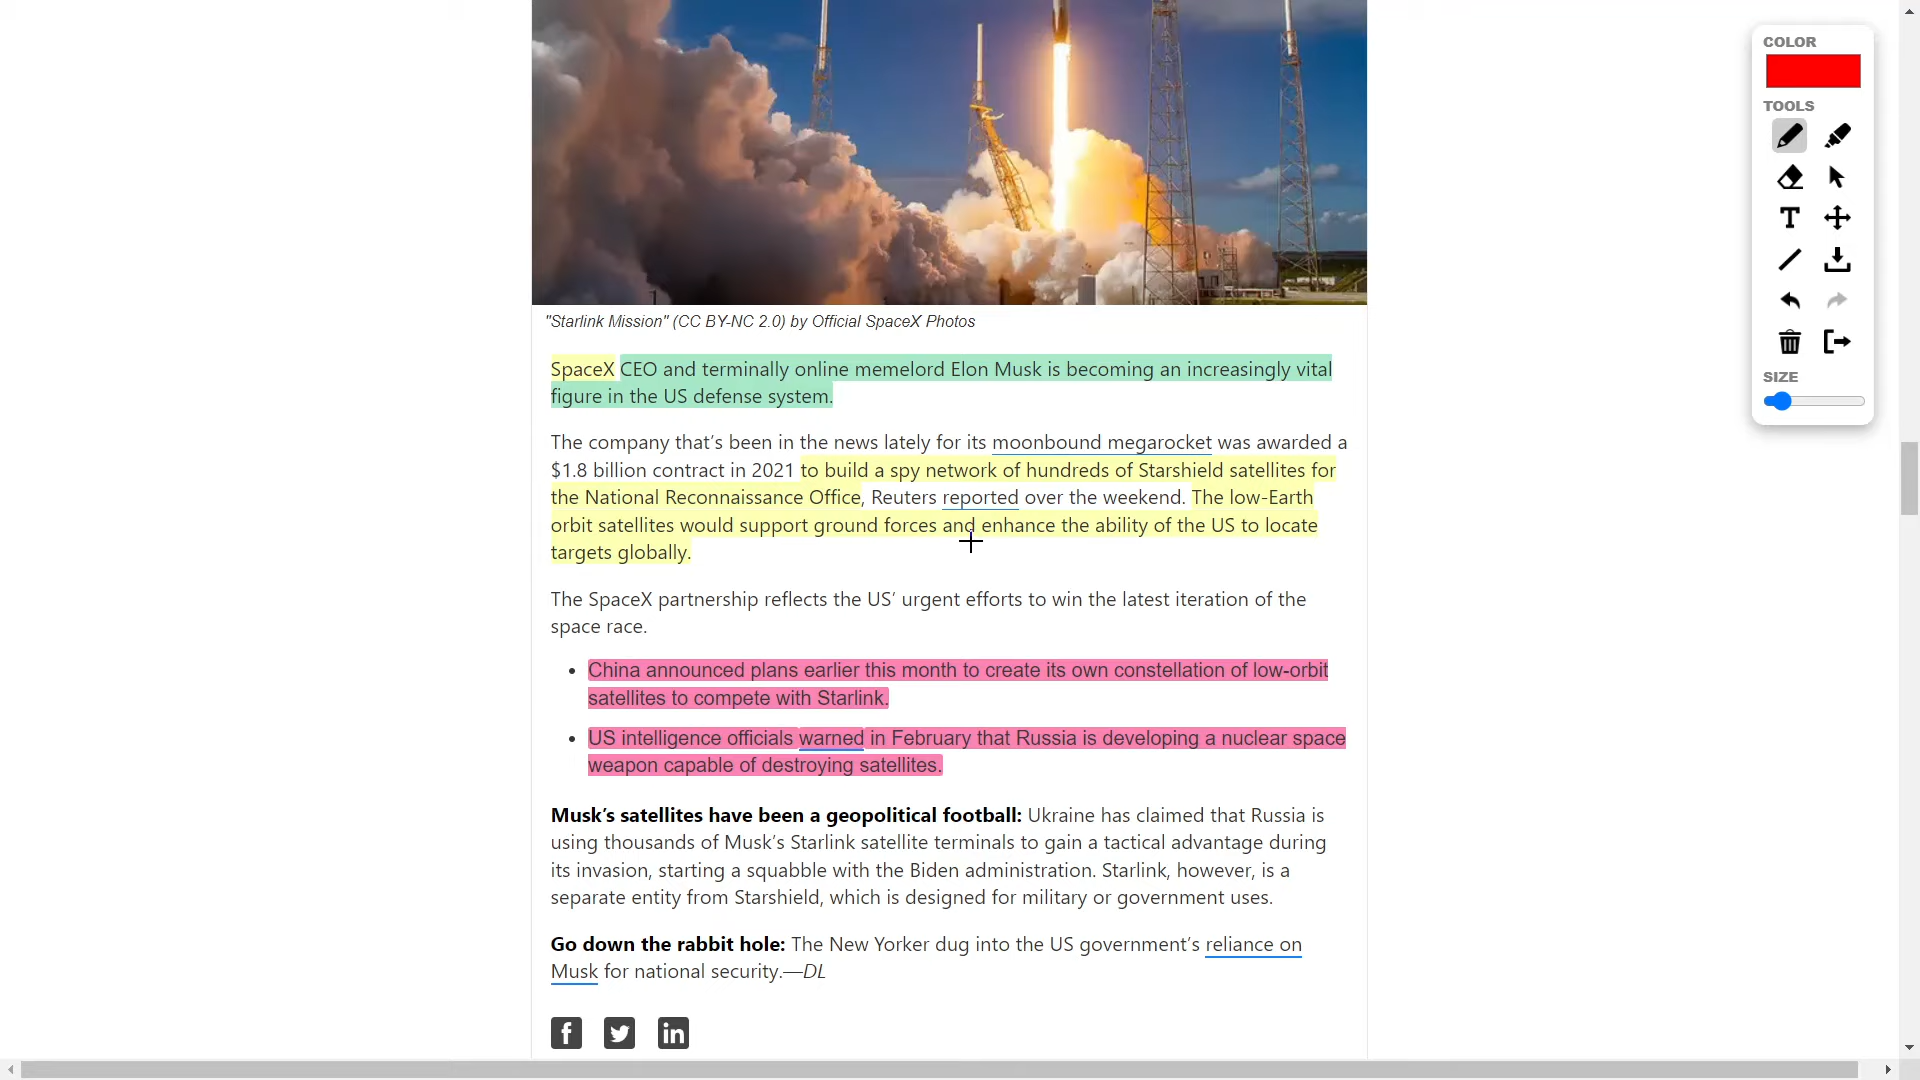 COLOR
TOOLS
T
SIZE
"Starlink Mission" (CC BY-NC 2.0) by Official SpaceX Photos
SpaceX CEO and terminally online memelord Elon Musk is becoming an increasingly vital
figure in the US defense system.
The company that’s been in the news lately for its moonbound megarocket was awarded a
$1.8 billion contract in 2021 to build a spy network of hundreds of Starshield satellites for
the National Reconnaissance Office, Reuters reported over the weekend. The low-Earth
orbit satellites would support ground forces and enhance the ability of the US to locate
targets globally.
The SpaceX partnership reflects the US’ urgent efforts to win the latest iteration of the
space race.
• China announced plans earlier this month to create its own constellation of low-orbit
satellites to compete with Starlink.
• US intelligence officials warned in February that Russia is developing a nuclear space
weapon capable of destroying satellites.
Musk’s satellites have been a geopolitical football: Ukraine has claimed that Russia is
using thousands of Musk’s Starlink satellite terminals to gain a tactical advantage during
its invasion, starting a squabble with the Biden administration. Starlink, however, is a
separate entity from Starshield, which is designed for military or government uses.
Go down the rabbit hole: The New Yorker dug into the US government’s reliance on
Musk for national security.—DL
f
in